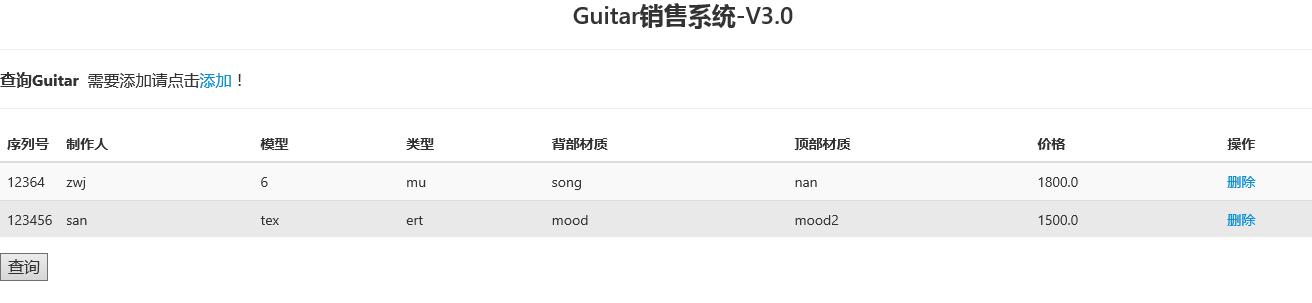 Guitar销售系统-V3.0
查询Guitar 需要添加请点击添加！
序列号 制作人 模型 类型 背部材质 顶部材质 价格 操作
12364 zwj 6 mu song nan 1800.0 删除
123456 san tex ert mood mood2 1500.0 删除
查询